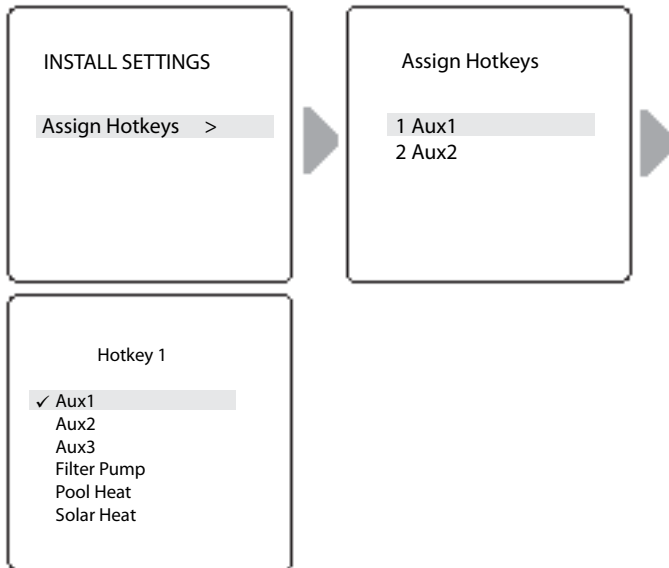 INSTALL SETTINGS
Assign Hotkeys >
Assign Hotkeys
1 Aux1
2 Aux2
Hotkey 1
✓ Aux1
Aux2
Aux3
Filter Pump
Pool Heat
Solar Heat